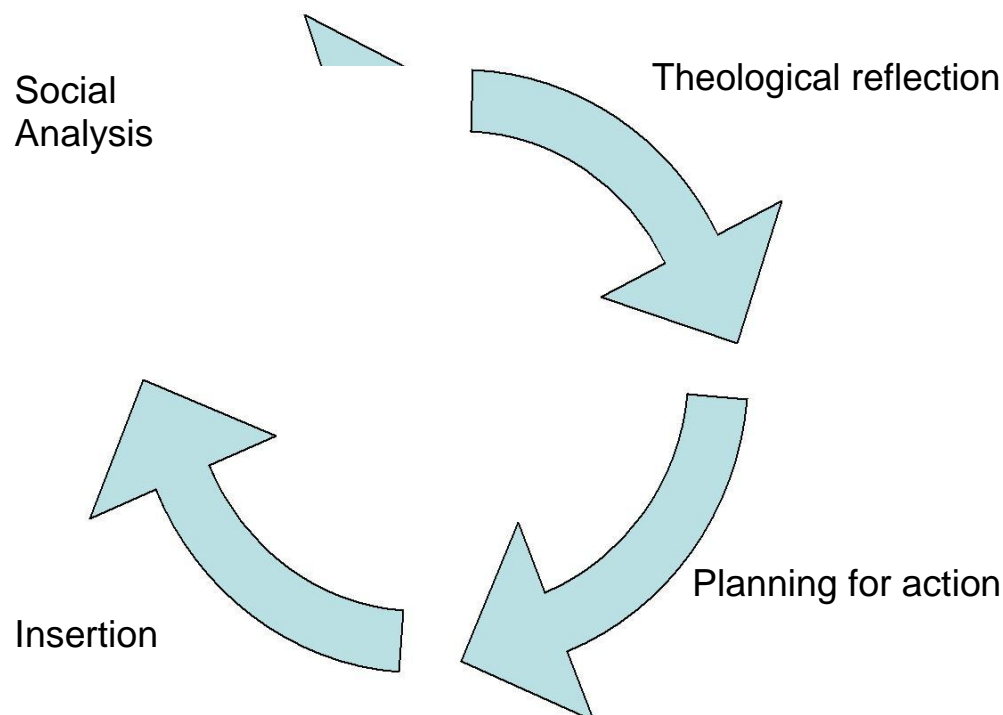 Social
Analysis
Theological reflection
Planning for action
Insertion